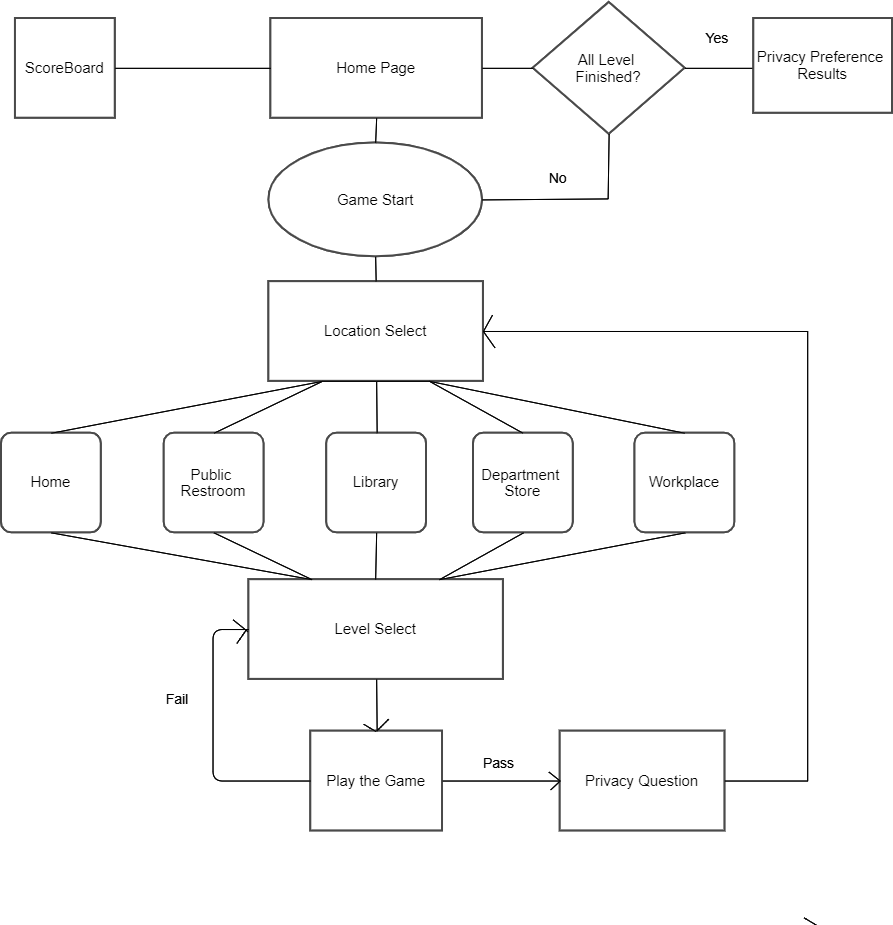 ScoreBoard
Home Page
All Level
Finished?
Yes
Privacy Preference
Results
No
Game Start
Location Select
Home
Public
Restroom
Library
Department
Store
Workplace
Level Select
Fail
Play the Game
Pass
Privacy Question